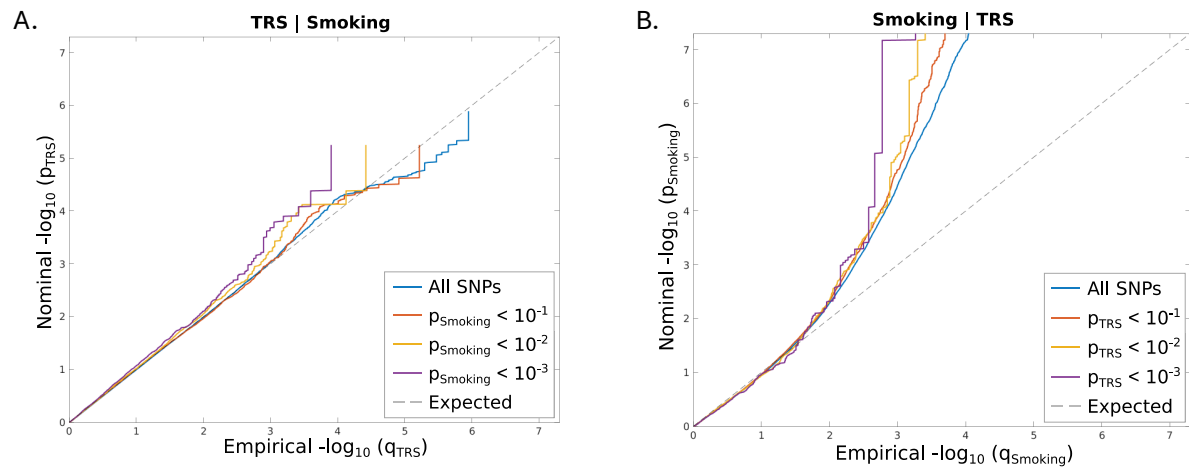 A.
TRS | Smoking
Nominal -log₁₀ (pTRS)
7
6
5
4
3
2
1
0
0 1 2 3 4 5 6 7
Empirical -log₁₀ (qTRS)
All SNPs
pSmoking < 10⁻¹
pSmoking < 10⁻²
pSmoking < 10⁻³
Expected
B.
Smoking | TRS
Nominal -log₁₀ (pSmoking)
7
6
5
4
3
2
1
0
0 1 2 3 4 5 6 7
Empirical -log₁₀ (qSmoking)
All SNPs
pTRS < 10⁻¹
pTRS < 10⁻²
pTRS < 10⁻³
Expected